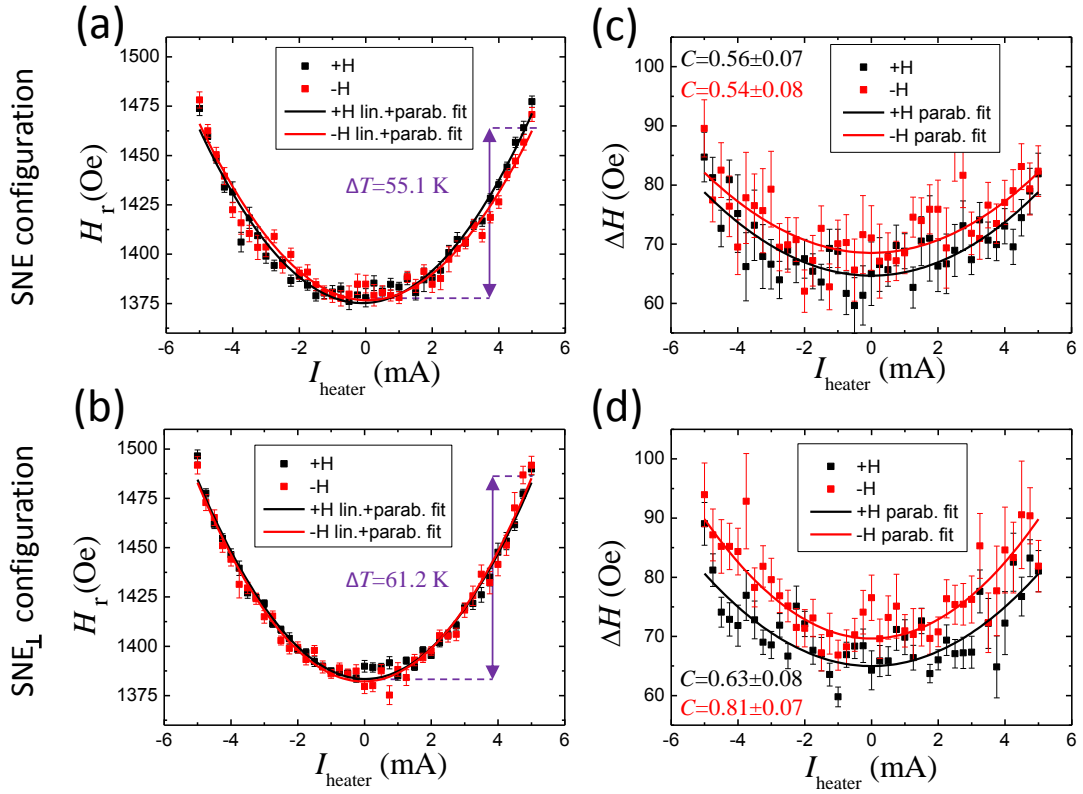 (a)
SNE configuration
H_r (Oe)
1500
1475
1450
1425
1400
1375
+H
-H
+H lin.+parab. fit
-H lin.+parab. fit
ΔT=55.1 K
-6 -4 -2 0 2 4 6
I_heater (mA)
(c)
C=0.56±0.07
C=0.54±0.08
ΔH (Oe)
100
90
80
70
60
+H
-H
+H parab. fit
-H parab. fit
-6 -4 -2 0 2 4 6
I_heater (mA)
(b)
SNE⊥ configuration
H_r (Oe)
1500
1475
1450
1425
1400
1375
+H
-H
+H lin.+parab. fit
-H lin.+parab. fit
ΔT=61.2 K
-6 -4 -2 0 2 4 6
I_heater (mA)
(d)
ΔH (Oe)
100
90
80
70
60
+H
-H
+H parab. fit
-H parab. fit
C=0.63±0.08
C=0.81±0.07
-6 -4 -2 0 2 4 6
I_heater (mA)